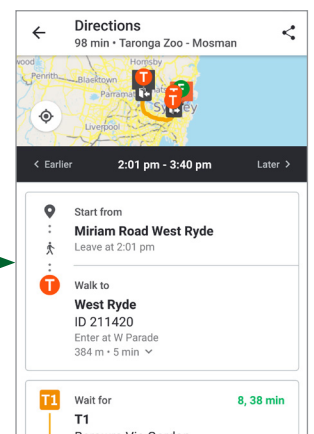 Directions
98 min • Taronga Zoo - Mosman
Hornsby
Penrith
Blacktown
Parramat
Sydney
Liverpool
Earlier 2:01 pm - 3:40 pm Later
Start from
Miriam Road West Ryde
Leave at 2:01 pm
T Walk to
West Ryde
ID 211420
Enter at W Parade
384 m • 5 min
T1 Wait for 8, 38 min
T1